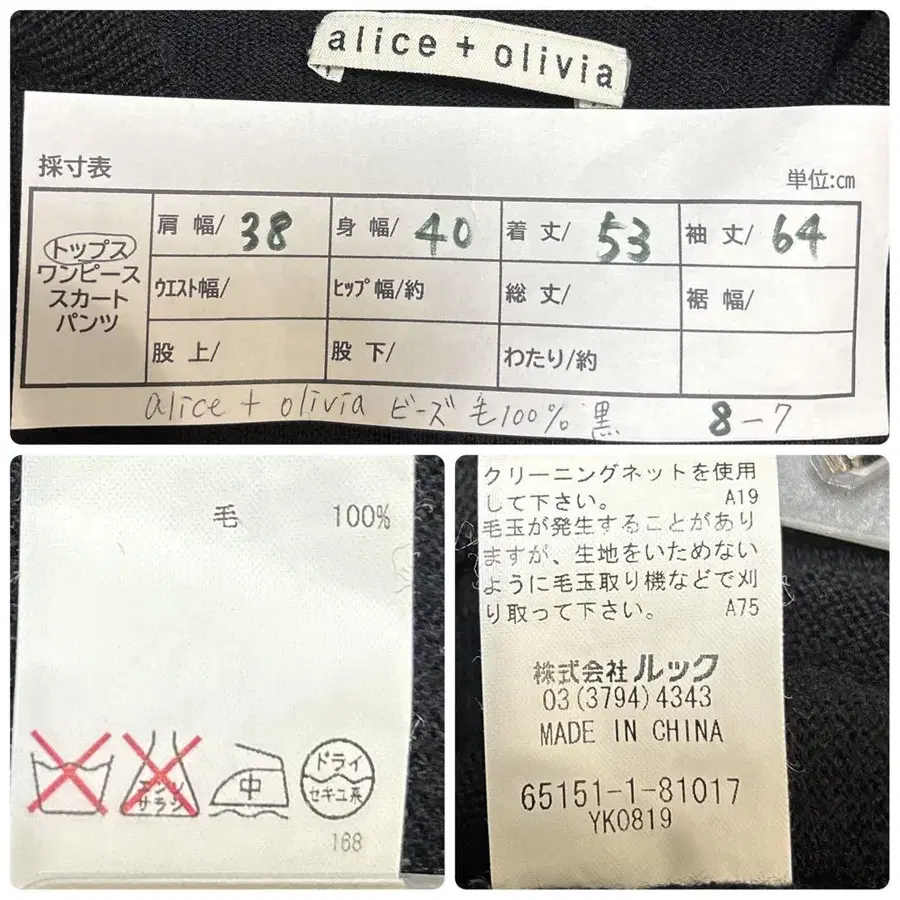 alice + olivia
採寸表
単位:cm
トップス
ワンピース
スカート
パンツ
肩 幅/ 38
身 幅/ 40
着 丈/ 53
袖 丈/ 64
ウエスト幅/
ヒップ幅/約
総 丈/
裾 幅/
股 上/
股 下/
わたり/約
alice + olivia ビーズ 毛100% 黒 8-7
毛 100%
エンソ
サラシ
中
ドライ
セキユ系
168
クリーニングネットを使用
して下さい。 A19
毛玉が発生することがあり
ますが、生地をいためない
ように毛玉取り機などで刈
り取って下さい。 A75
株式会社 ルック
03(3794)4343
MADE IN CHINA
65151-1-81017
YK0819